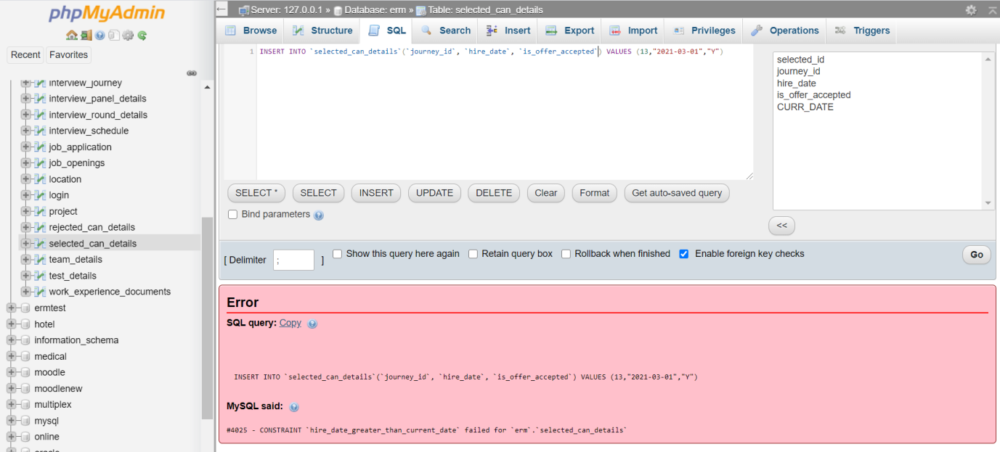 phpMyAdmin
Recent Favorites
interview_journey
interview_panel_details
interview_round_details
interview_schedule
job_application
job_openings
location
login
project
rejected_can_details
selected_can_details
team_details
test_details
work_experience_documents
ermtest
hotel
information_schema
medical
moodle
moodlenew
multiplex
mysql
online
oracle
Server: 127.0.0.1 » Database: erm » Table: selected_can_details
Browse Structure SQL Search Insert Export Import Privileges Operations Triggers
1 INSERT INTO `selected_can_details`(`journey_id`, `hire_date`, `is_offer_accepted`) VALUES (13,"2021-03-01","Y")
selected_id
journey_id
hire_date
is_offer_accepted
CURR_DATE
SELECT * SELECT INSERT UPDATE DELETE Clear Format Get auto-saved query
Bind parameters
<<
[ Delimiter ; ] Show this query here again Retain query box Rollback when finished Enable foreign key checks Go
Error
SQL query: Copy
INSERT INTO `selected_can_details`(`journey_id`, `hire_date`, `is_offer_accepted`) VALUES (13,"2021-03-01","Y")
MySQL said:
#4025 - CONSTRAINT `hire_date_greater_than_current_date` failed for `erm`.`selected_can_details`